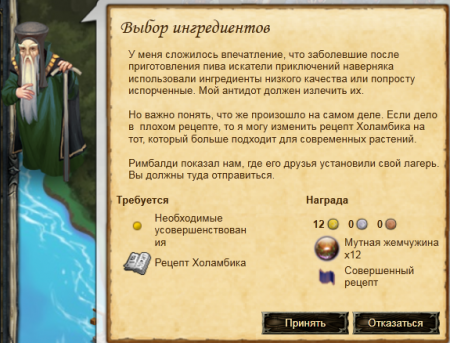 Выбор ингредиентов
У меня сложилось впечатление, что заболевшие после
приготовления пива искатели приключений наверняка
использовали ингредиенты низкого качества или попросту
испорченные. Мой антидот должен излечить их.
Но важно понять, что же произошло на самом деле. Если дело
в плохом рецепте, то я могу изменить рецепт Холамбика на
тот, который больше подходит для современных растений.
Римбалди показал нам, где его друзья установили свой лагерь.
Вы должны туда отправиться.
Требуется
Необходимые
усовершенствован
ия
Рецепт Холамбика
Награда
12 0 0
Мутная жемчужина
x12
Совершенный
рецепт
Принять
Отказаться